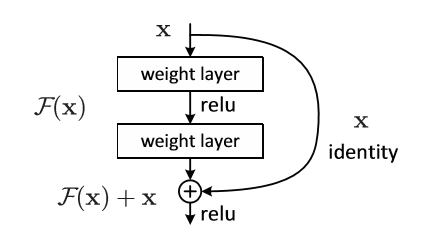 x
weight layer
relu
F(x)
weight layer
x
identity
F(x) + x
relu